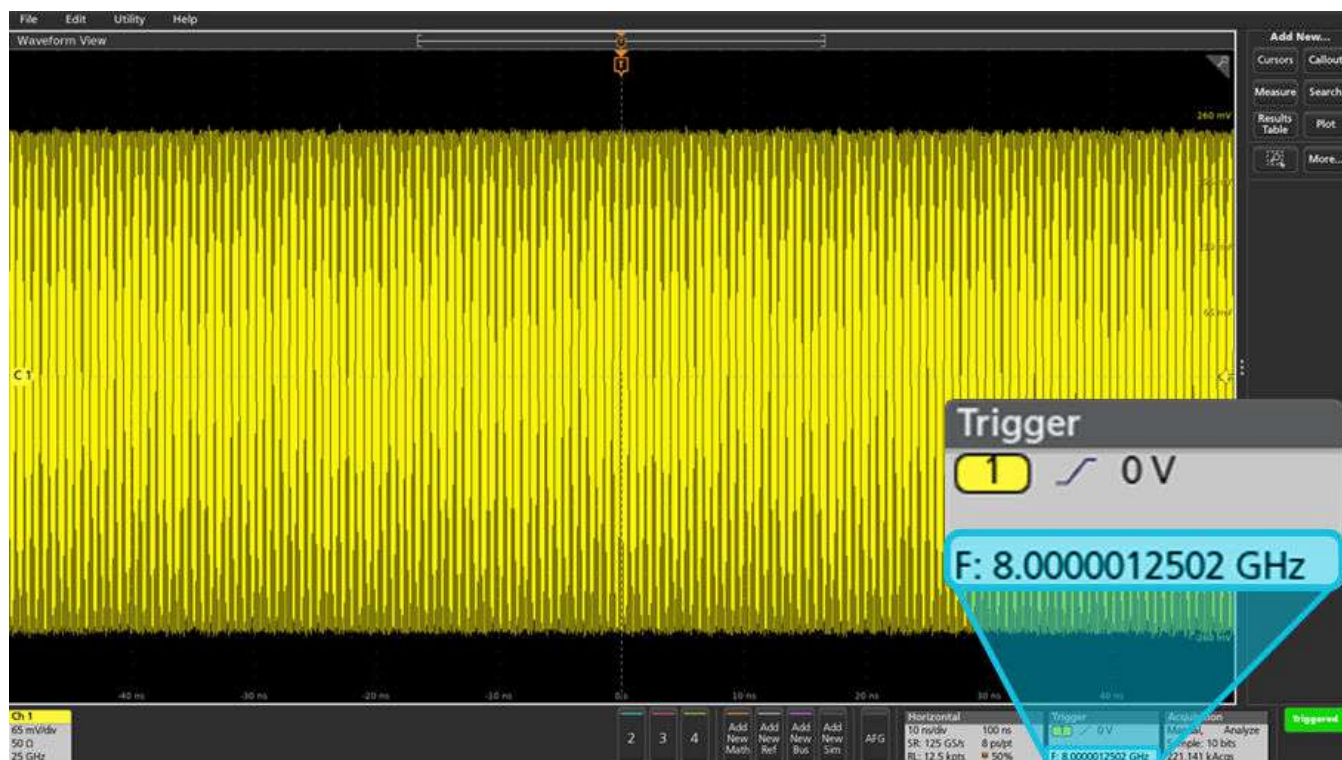 File Edit Utility Help
Waveform View
Add New...
Cursors Callout
Measure Search
Results Table Plot
More...
260 mV
65 mV
C 1
Trigger
1 0 V
F: 8.0000012502 GHz
-40 ns -30 ns -20 ns -10 ns 0 s 10 ns 20 ns 30 ns 40 ns
Ch 1
65 mV/div
50 Ω
25 GHz
2 3 4
Add New Math
Add New Ref
Add New Bus
Add New Sim
AFG
Horizontal
10 ns/div 100 ns
SR: 125 GS/s 8 ps/pt
RL: 12.5 kpts 50%
Trigger
0 V
F: 8.0000012502 GHz
Acquisition
Manual, Analyze
Sample: 10 bits
221.141 kAcqs
Triggered